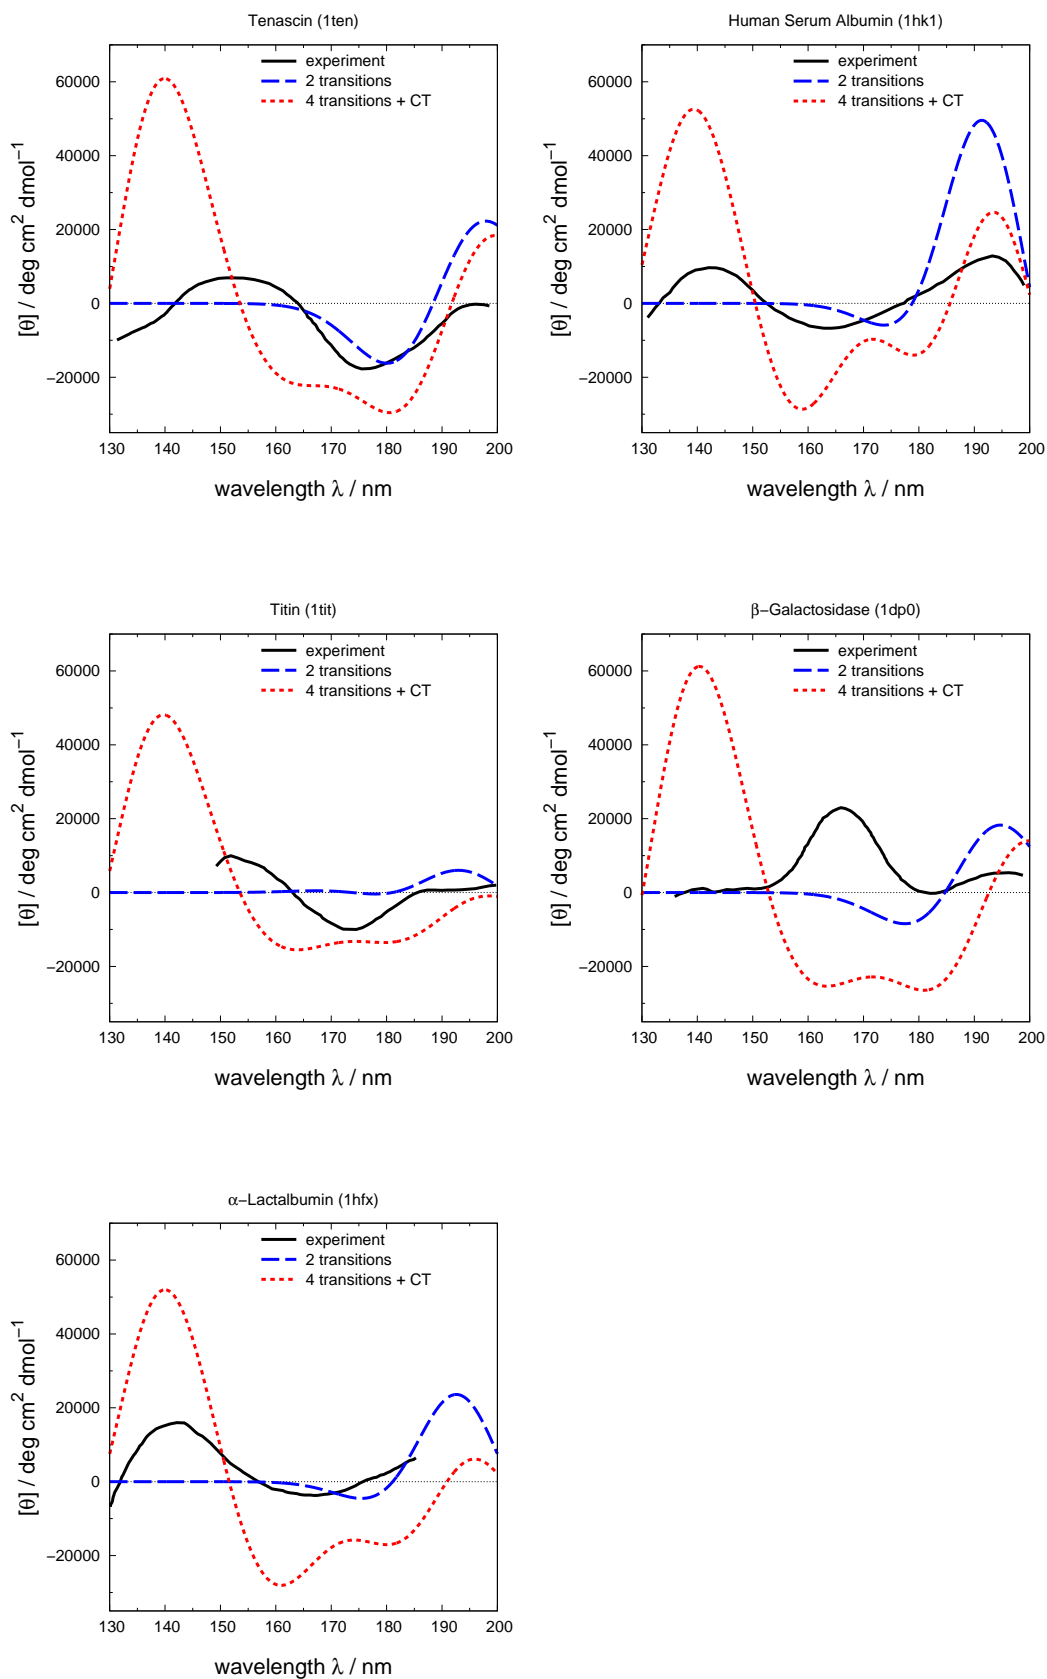 Tenascin (1ten)
experiment
2 transitions
4 transitions + CT
60000
40000
20000
0
−20000
[θ] / deg cm² dmol⁻¹
130 140 150 160 170 180 190 200
wavelength λ / nm
Human Serum Albumin (1hk1)
experiment
2 transitions
4 transitions + CT
60000
40000
20000
0
−20000
[θ] / deg cm² dmol⁻¹
130 140 150 160 170 180 190 200
wavelength λ / nm
Titin (1tit)
experiment
2 transitions
4 transitions + CT
60000
40000
20000
0
−20000
[θ] / deg cm² dmol⁻¹
130 140 150 160 170 180 190 200
wavelength λ / nm
β−Galactosidase (1dp0)
experiment
2 transitions
4 transitions + CT
60000
40000
20000
0
−20000
[θ] / deg cm² dmol⁻¹
130 140 150 160 170 180 190 200
wavelength λ / nm
α−Lactalbumin (1hfx)
experiment
2 transitions
4 transitions + CT
60000
40000
20000
0
−20000
[θ] / deg cm² dmol⁻¹
130 140 150 160 170 180 190 200
wavelength λ / nm